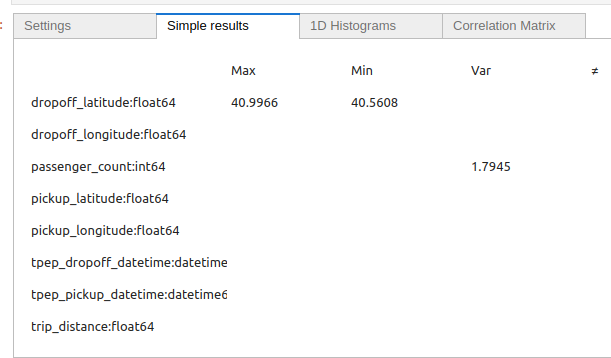 Settings Simple results 1D Histograms Correlation Matrix
Max Min Var ≠
dropoff_latitude:float64 40.9966 40.5608
dropoff_longitude:float64
passenger_count:int64 1.7945
pickup_latitude:float64
pickup_longitude:float64
tpep_dropoff_datetime:datetime
tpep_pickup_datetime:datetime6
trip_distance:float64